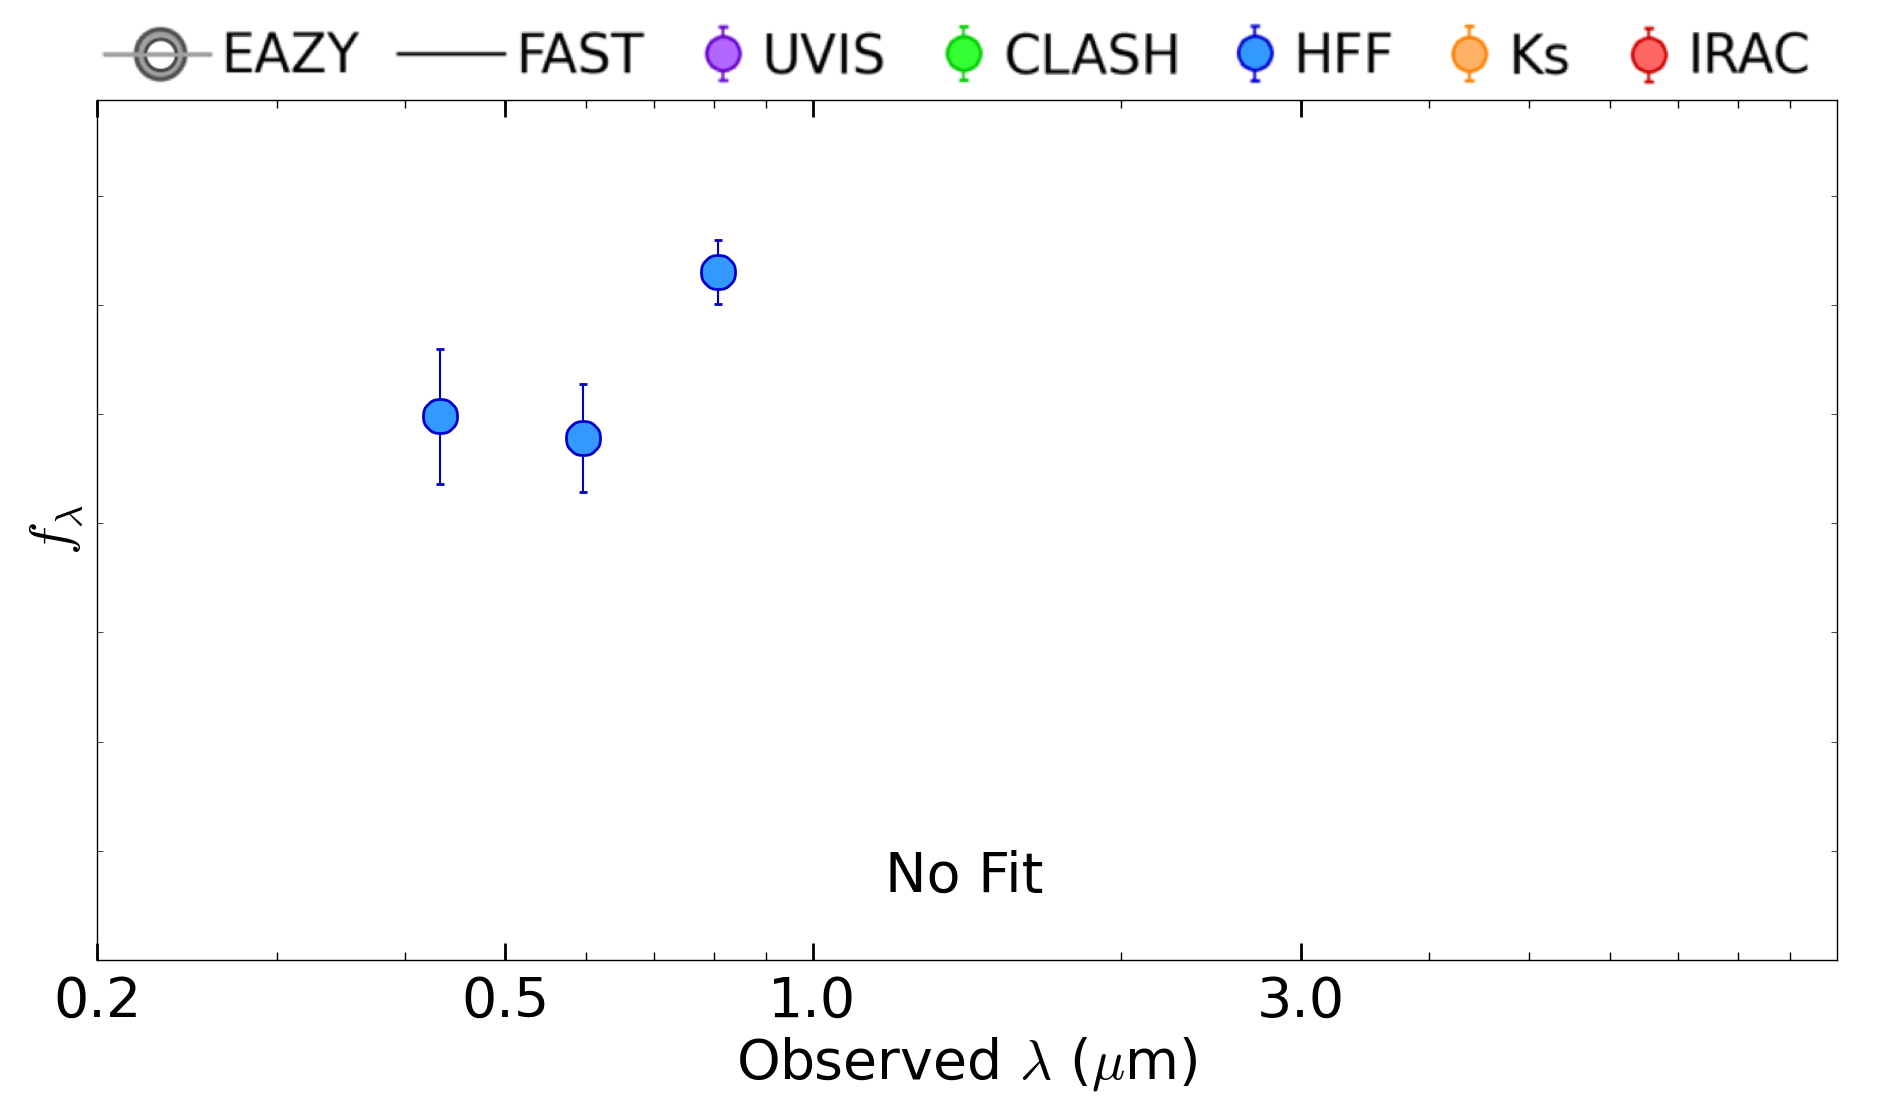 EAZY FAST UVIS CLASH HFF Ks IRAC
fλ
No Fit
0.2 0.5 1.0 3.0
Observed λ (μm)